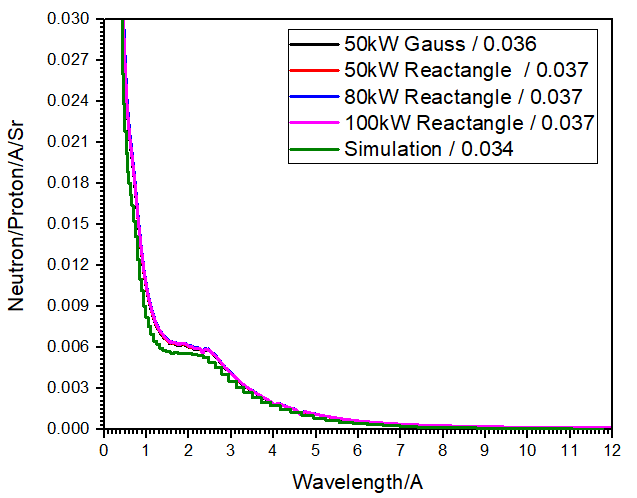 0.030
0.027
0.024
0.021
0.018
0.015
0.012
0.009
0.006
0.003
0.000
Neutron/Proton/A/Sr
50kW Gauss / 0.036
50kW Reactangle / 0.037
80kW Reactangle / 0.037
100kW Reactangle / 0.037
Simulation / 0.034
0 1 2 3 4 5 6 7 8 9 10 11 12
Wavelength/A